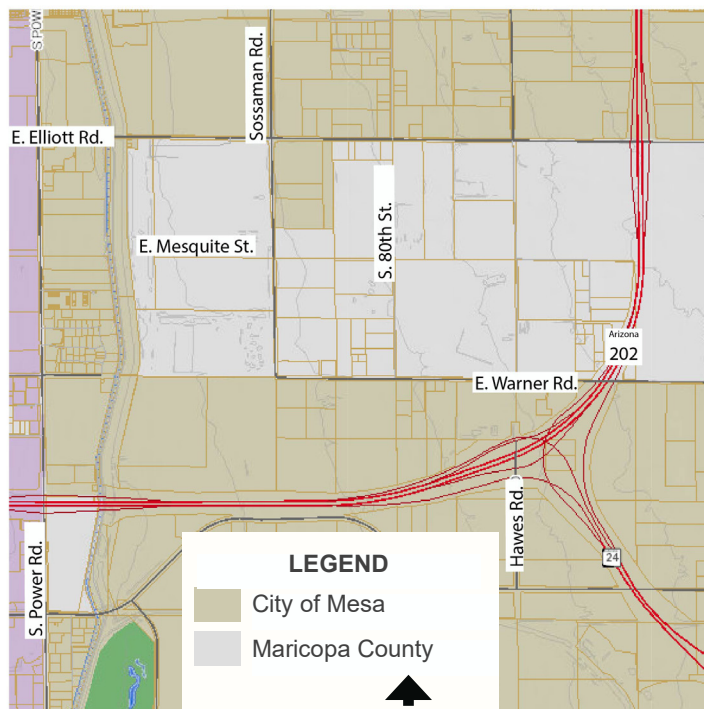 S POW
Sossaman Rd.
E. Elliott Rd.
E. Mesquite St.
S. 80th St.
Arizona
202
E. Warner Rd.
Hawes Rd.
S. Power Rd.
24
LEGEND
City of Mesa
Maricopa County